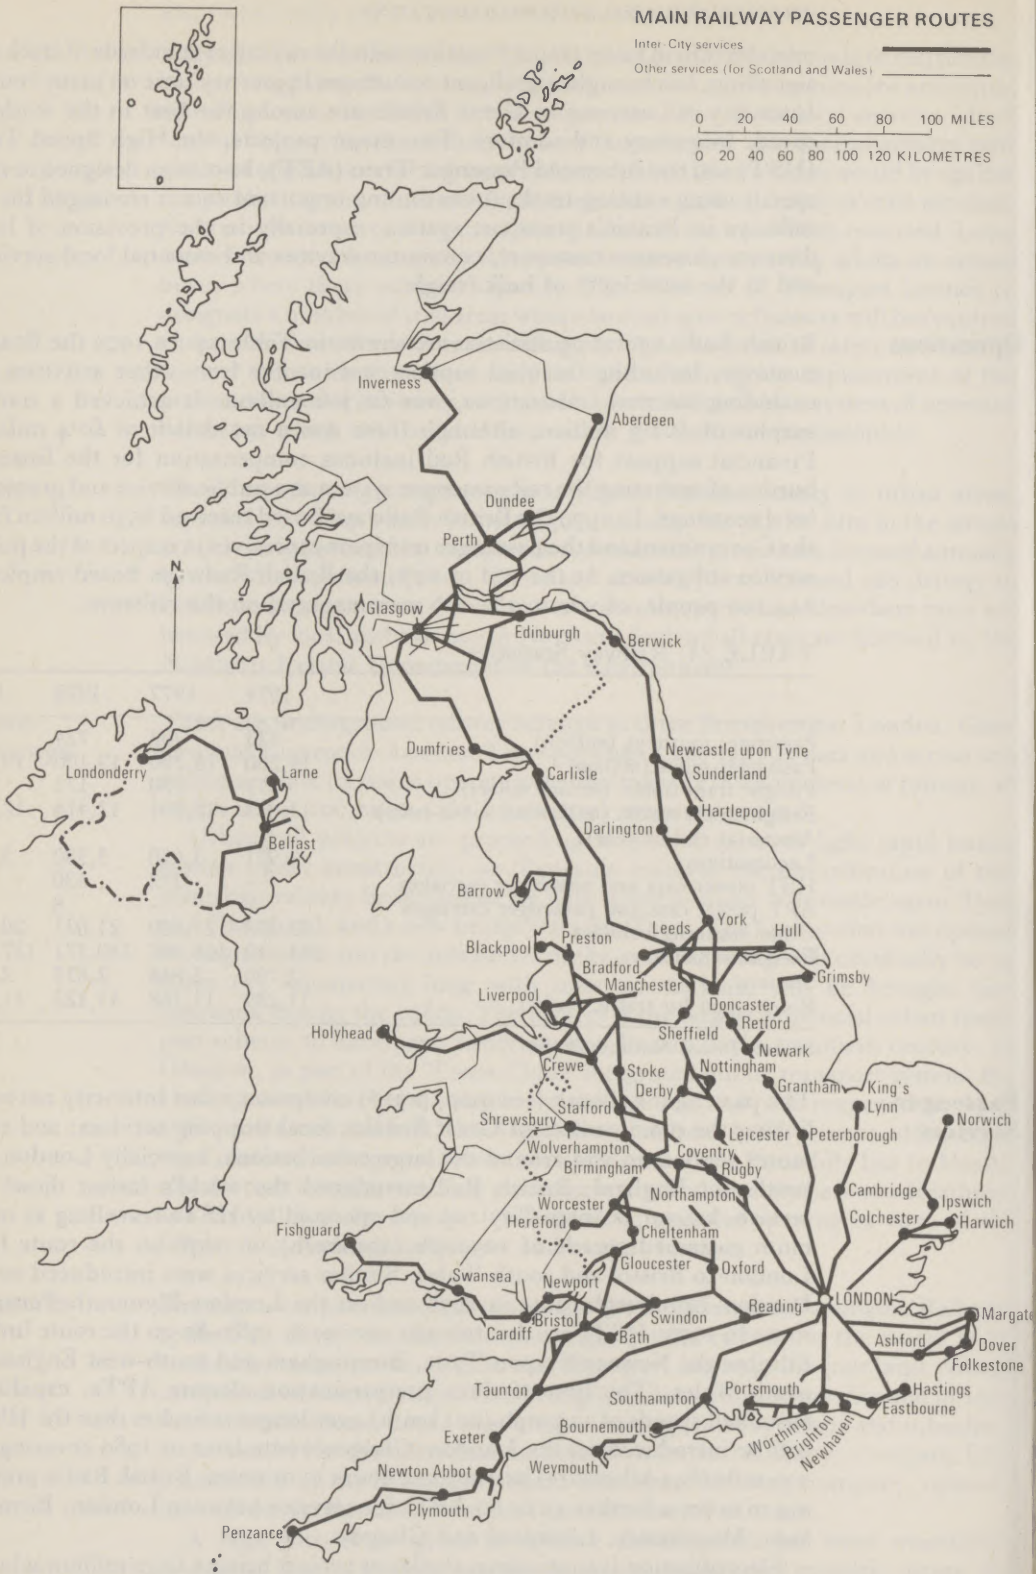 MAIN RAILWAY PASSENGER ROUTES
Inter-City services
Other services (for Scotland and Wales)
0 20 40 60 80 100 MILES
0 20 40 60 80 100 120 KILOMETRES
Inverness
Aberdeen
Dundee
Perth
N
Glasgow
Edinburgh
Berwick
Dumfries
Newcastle upon Tyne
Londonderry
Larne
Carlisle
Sunderland
Hartlepool
Darlington
Belfast
Barrow
York
Leeds
Hull
Blackpool
Preston
Bradford
Grimsby
Manchester
Liverpool
Doncaster
Holyhead
Sheffield
Retford
Newark
Crewe
Stoke
Nottingham
Derby
Grantham
King's
Lynn
Stafford
Shrewsbury
Norwich
Leicester
Peterborough
Wolverhampton
Coventry
Birmingham
Rugby
Northampton
Cambridge
Ipswich
Worcester
Colchester
Harwich
Hereford
Cheltenham
Fishguard
Gloucester
Oxford
Swansea
Newport
Reading
LONDON
Cardiff
Bristol
Swindon
Margate
Bath
Ashford
Dover
Folkestone
Taunton
Southampton
Portsmouth
Hastings
Eastbourne
Bournemouth
Worthing
Brighton
Newhaven
Exeter
Weymouth
Newton Abbot
Plymouth
Penzance